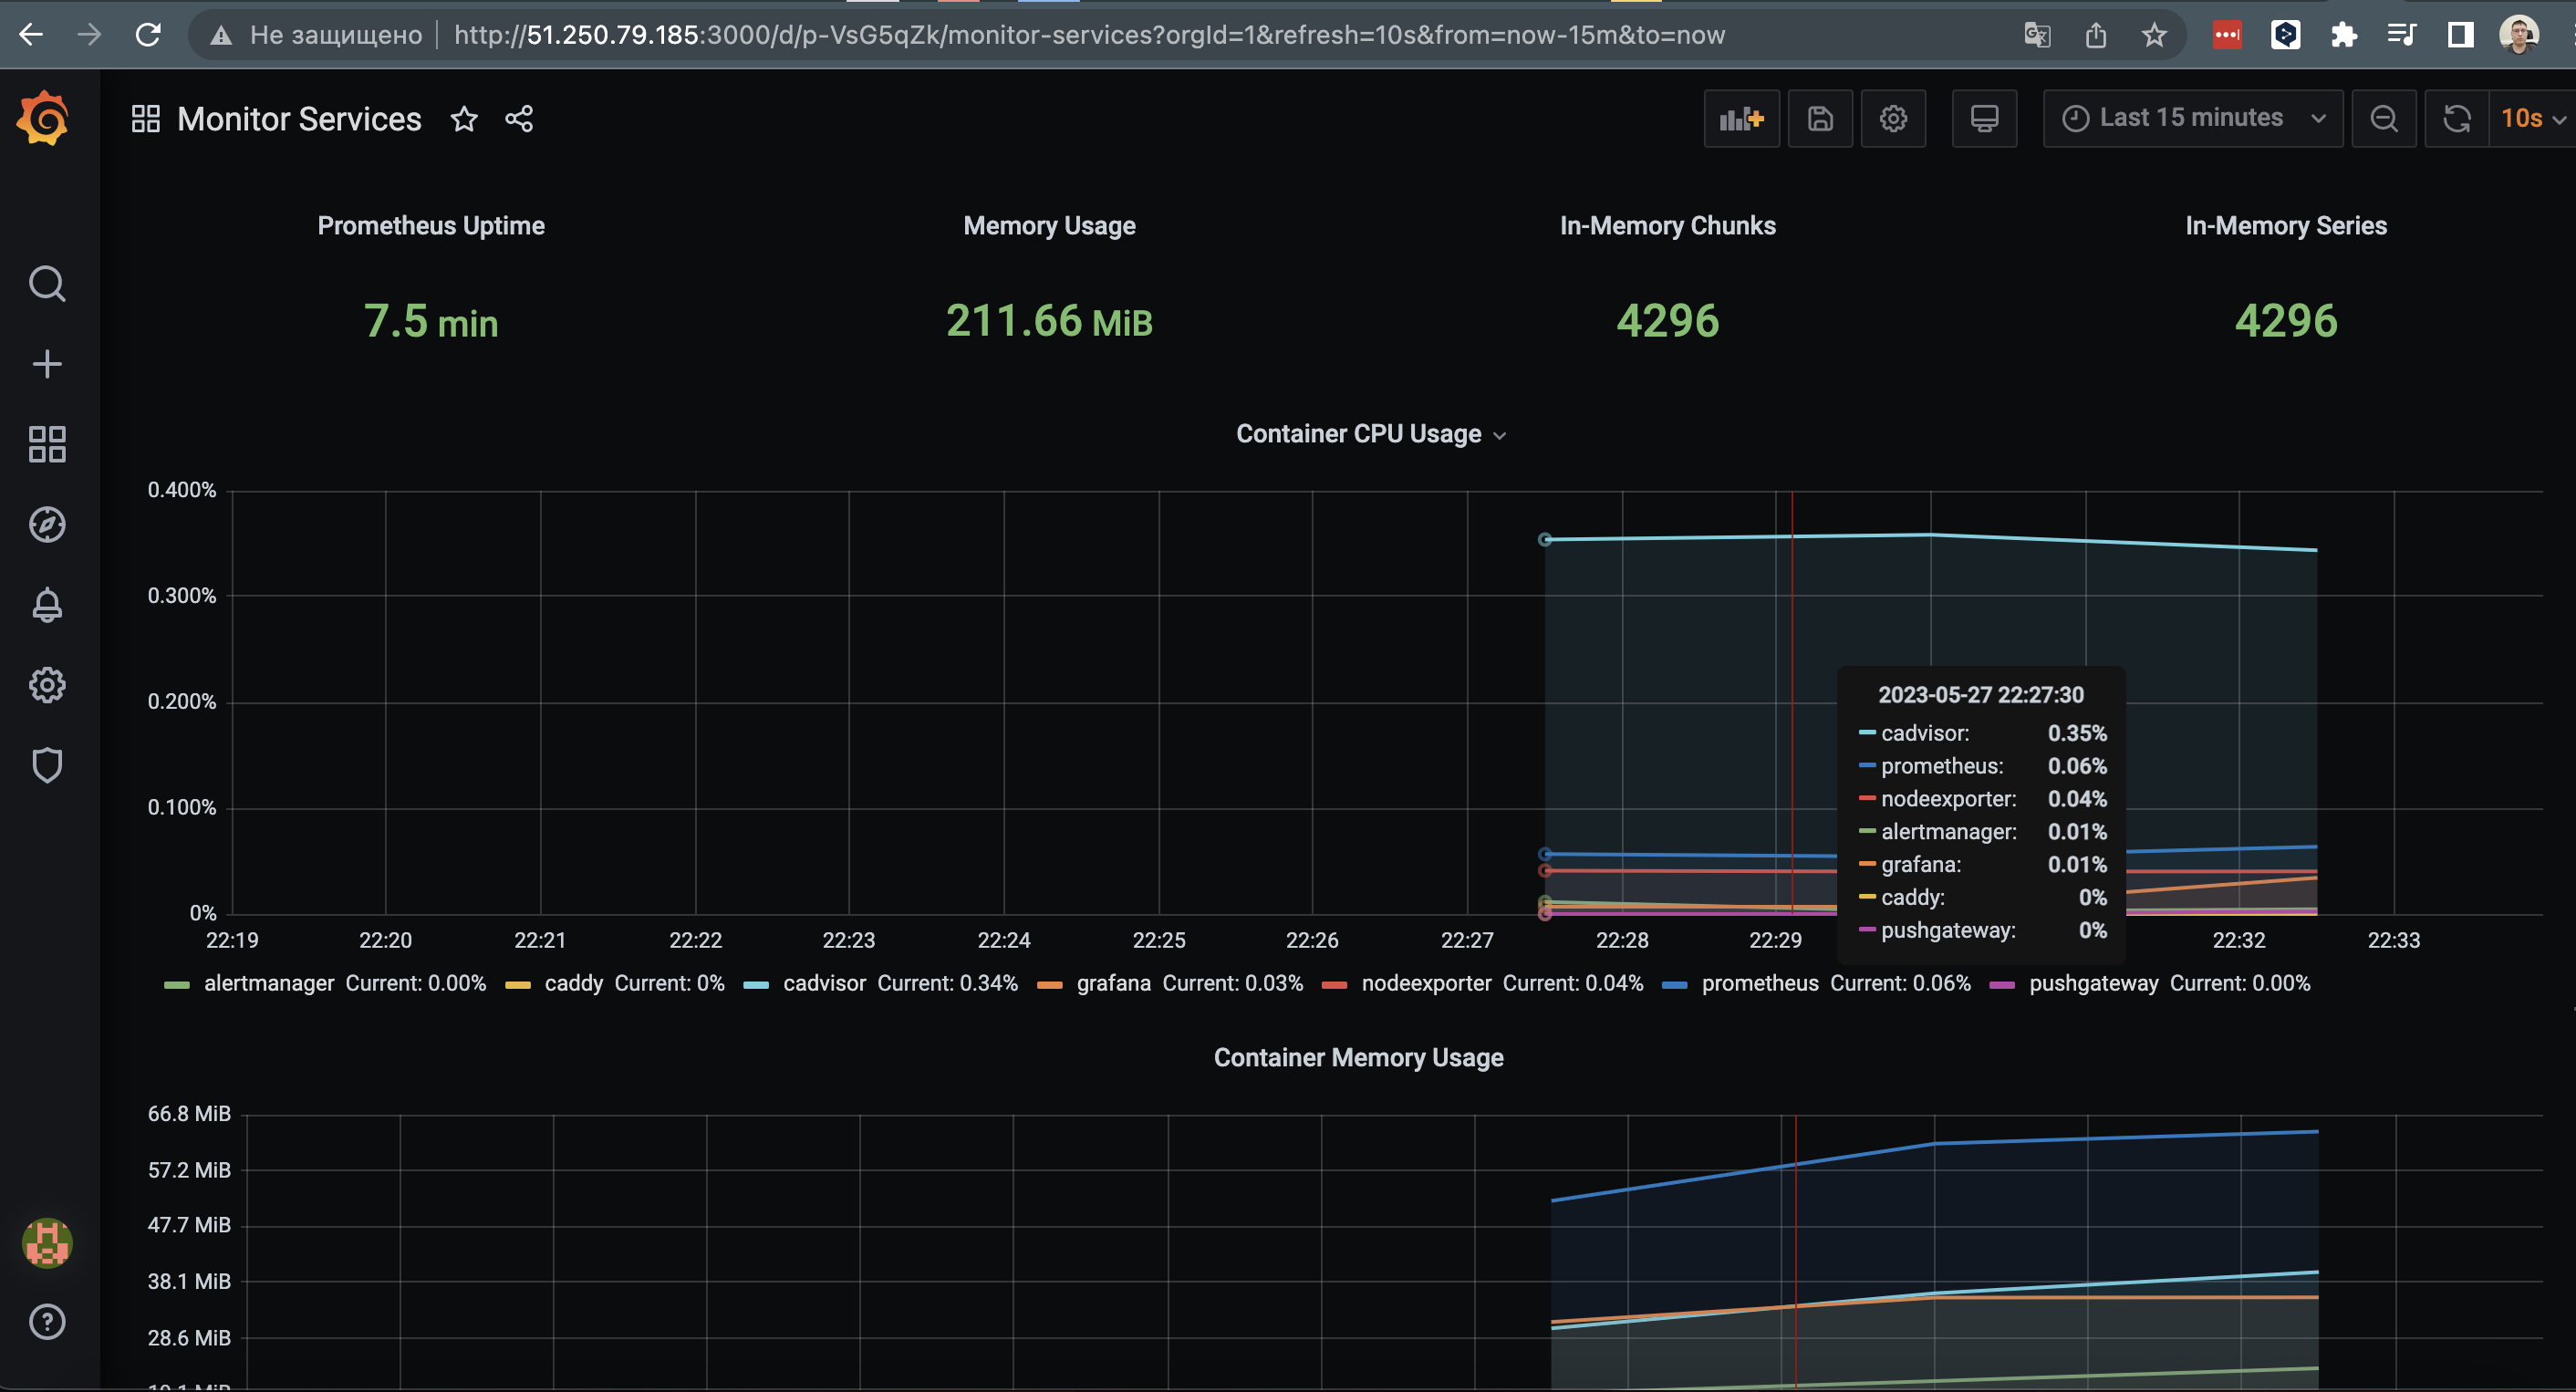 Не защищено http://51.250.79.185:3000/d/p-VsG5qZk/monitor-services?orgId=1&refresh=10s&from=now-15m&to=now
Monitor Services
Last 15 minutes
10s
Prometheus Uptime
Memory Usage
In-Memory Chunks
In-Memory Series
7.5 min
211.66 MiB
4296
4296
Container CPU Usage
0.400%
0.300%
0.200%
0.100%
0%
22:19 22:20 22:21 22:22 22:23 22:24 22:25 22:26 22:27 22:28 22:29 22:32 22:33
2023-05-27 22:27:30
cadvisor: 0.35%
prometheus: 0.06%
nodeexporter: 0.04%
alertmanager: 0.01%
grafana: 0.01%
caddy: 0%
pushgateway: 0%
alertmanager Current: 0.00% caddy Current: 0% cadvisor Current: 0.34% grafana Current: 0.03% nodeexporter Current: 0.04% prometheus Current: 0.06% pushgateway Current: 0.00%
Container Memory Usage
66.8 MiB
57.2 MiB
47.7 MiB
38.1 MiB
28.6 MiB